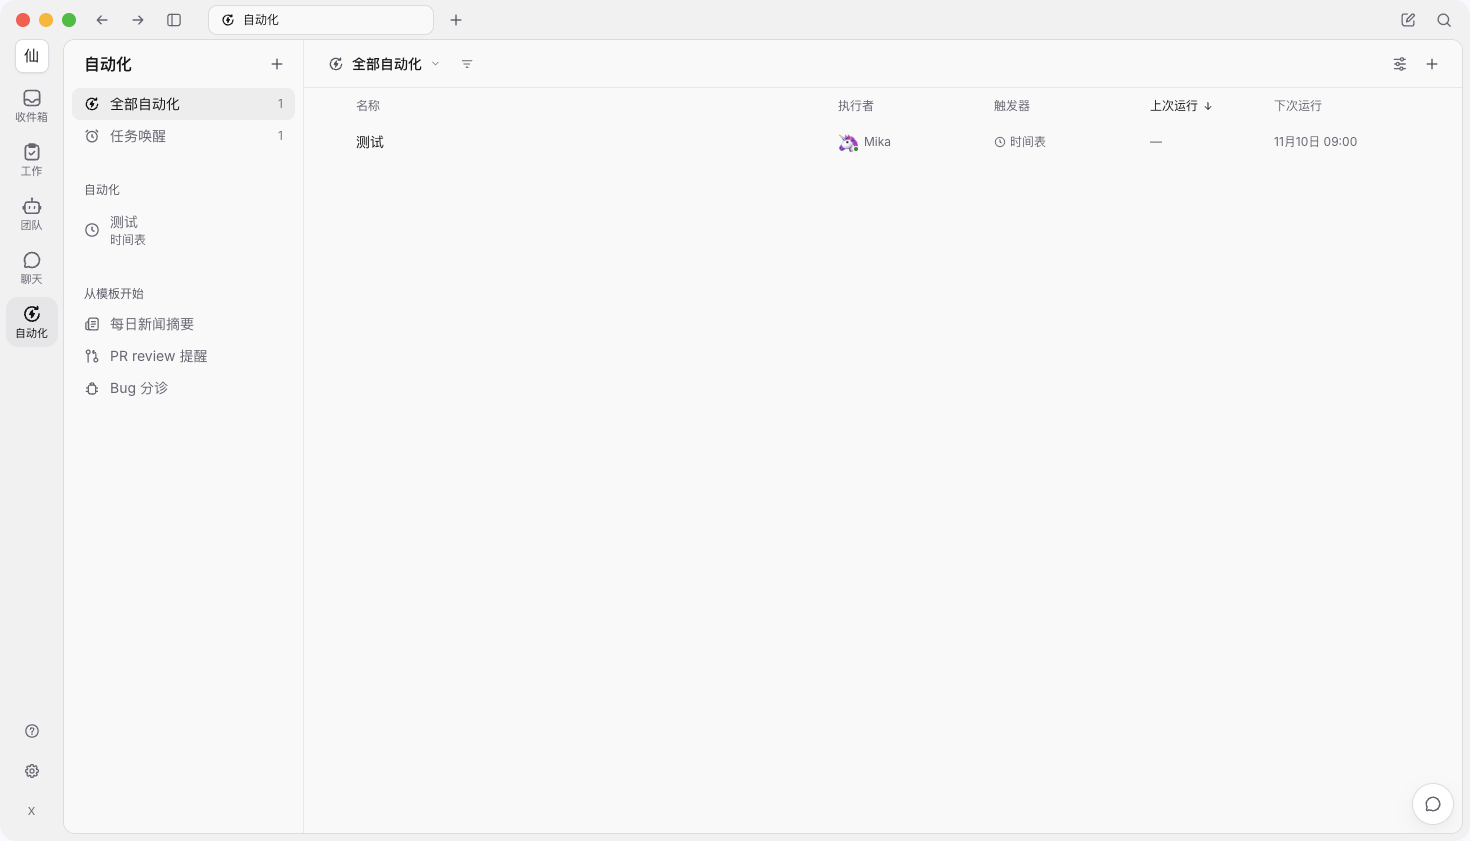 自动化
仙
收件箱
工作
团队
聊天
自动化
X
自动化
全部自动化 1
任务唤醒 1
自动化
测试
时间表
从模板开始
每日新闻摘要
PR review 提醒
Bug 分诊
全部自动化
名称 执行者 触发器 上次运行 ↓ 下次运行
测试 Mika 时间表 — 11月10日 09:00